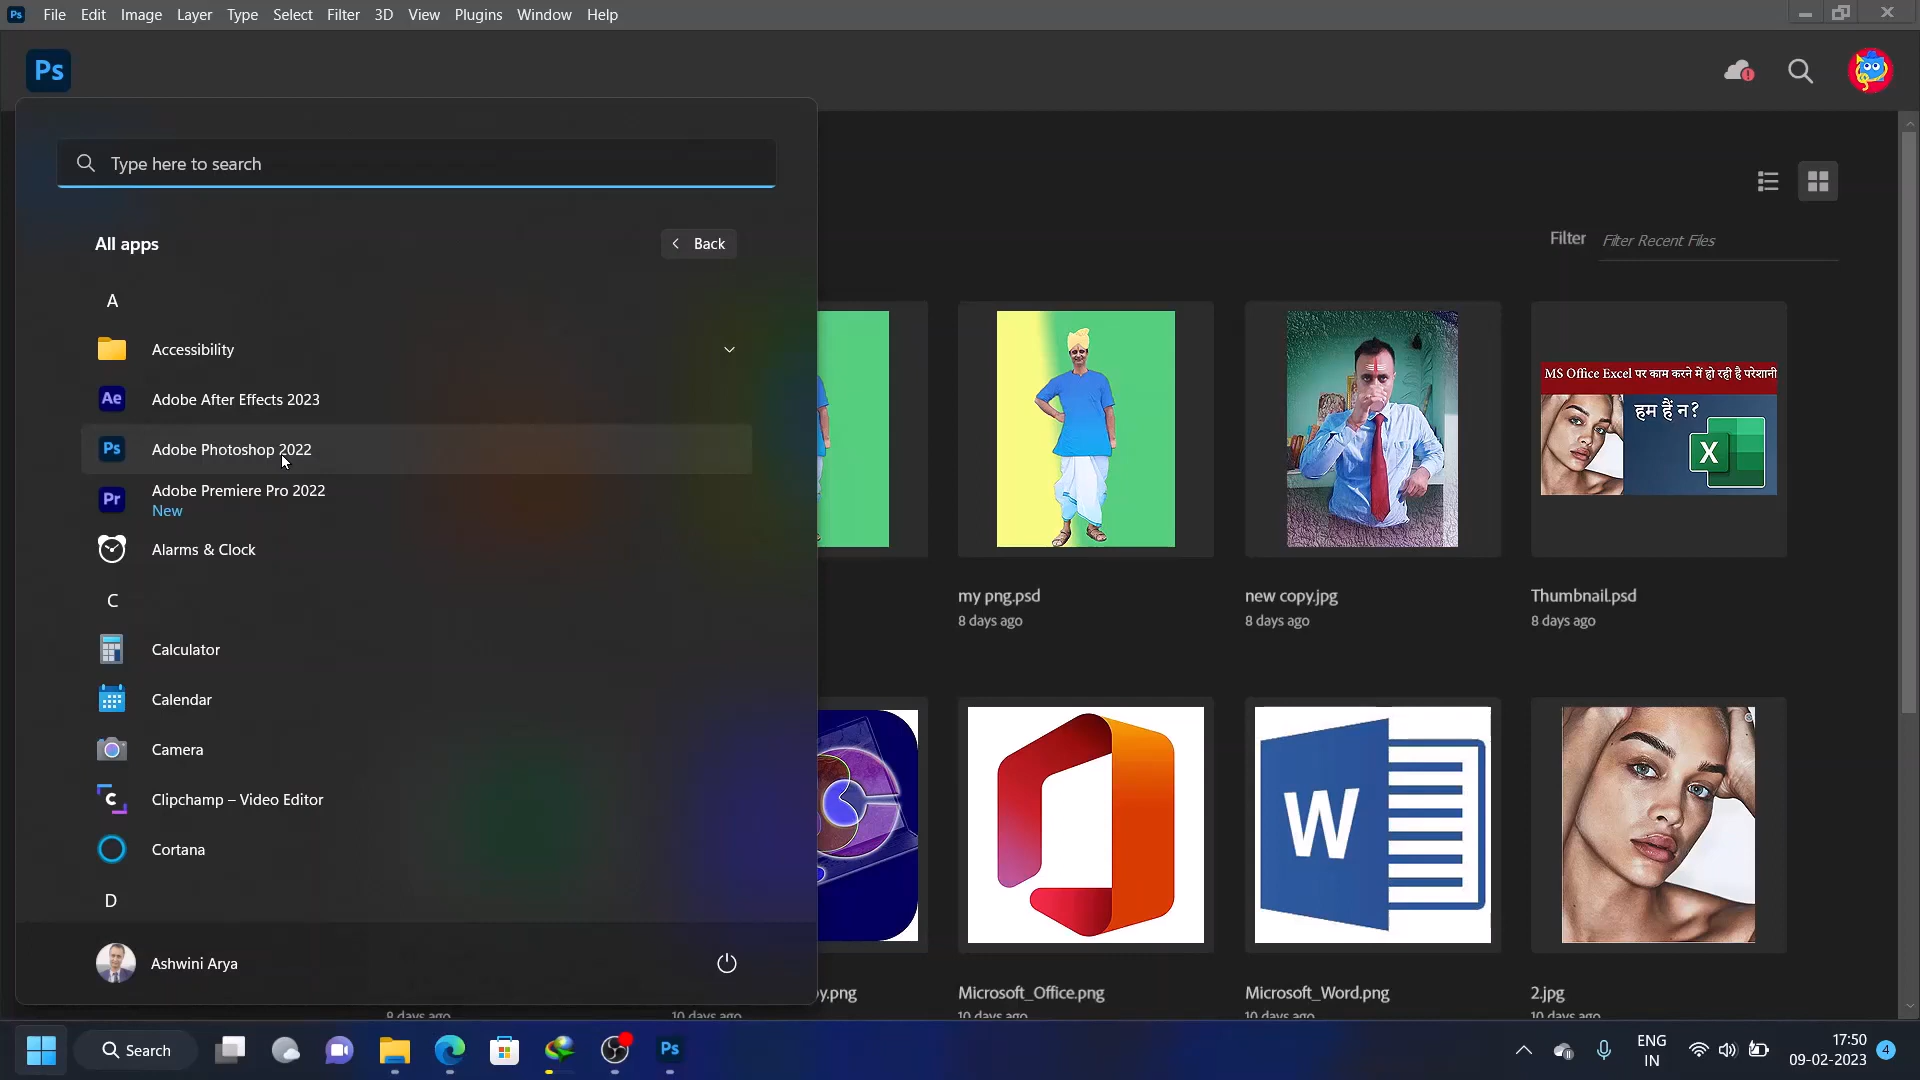 Ps File Edit Image Layer Type Select Filter 3D View Plugins Window Help
Ps
Type here to search
All apps
Back
A
Accessibility
Ae Adobe After Effects 2023
Ps Adobe Photoshop 2022
Pr Adobe Premiere Pro 2022
New
Alarms & Clock
C
Calculator
Calendar
Camera
Clipchamp – Video Editor
Cortana
D
Ashwini Arya
Filter Filter Recent Files
MS Office Excel पर काम करने में हो रही है परेशानी
हम हैं न?
X
my png.psd
8 days ago
new copy.jpg
8 days ago
Thumbnail.psd
8 days ago
W
py.png
Microsoft_Office.png
Microsoft_Word.png
2.jpg
8 days ago
10 days ago
10 days ago
10 days ago
10 days ago
Search
Ps
ENG
IN
17:50
09-02-2023
4